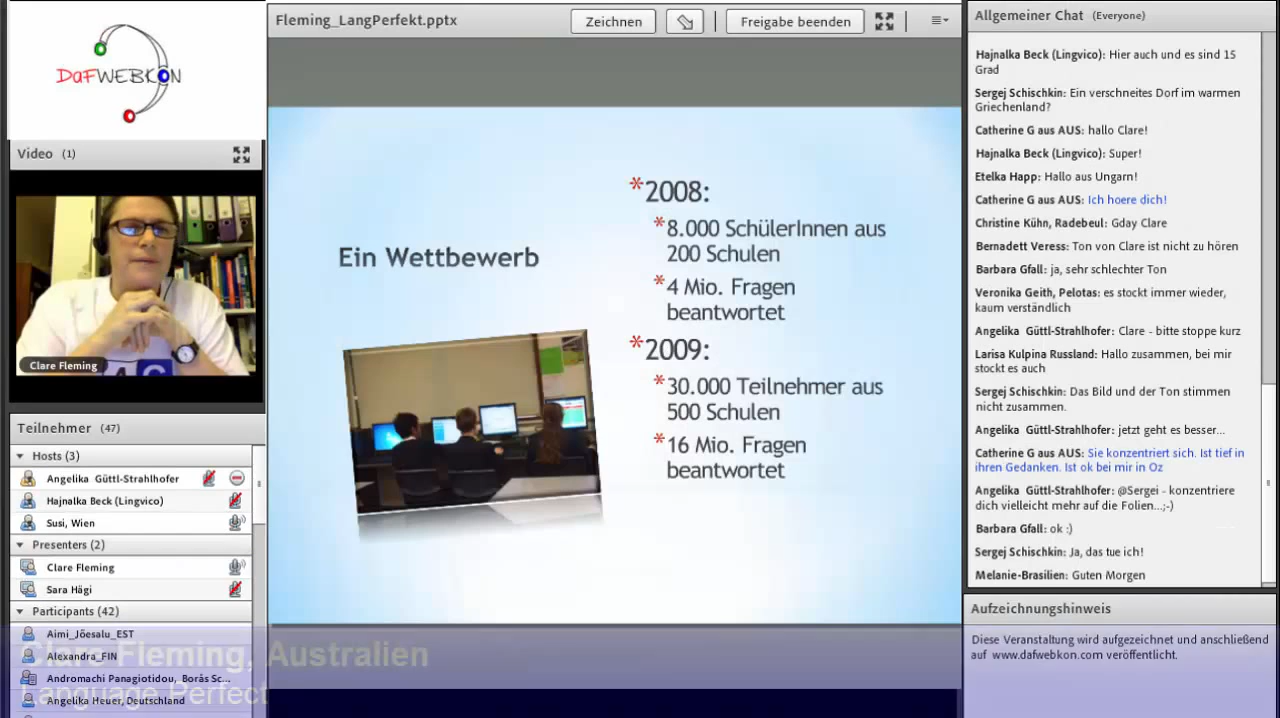 DaFWEBKON
Video (1)
Clare Fleming
Teilnehmer (47)
Hosts (3)
Angelika Güttl-Strahlhofer
Hajnalka Beck (Lingvico)
Susi, Wien
Presenters (2)
Clare Fleming
Sara Hägi
Participants (42)
Aimi_Jõesalu_EST
Alexandra_FIN
Andromachi Panagiotidou, Borås Sc...
Angelika Heuer, Deutschland
Clare Fleming, Australien
Language Perfect
Fleming_LangPerfekt.pptx
Zeichnen
Freigabe beenden
Ein Wettbewerb
*2008:
*8.000 SchülerInnen aus
200 Schulen
*4 Mio. Fragen
beantwortet
*2009:
*30.000 Teilnehmer aus
500 Schulen
*16 Mio. Fragen
beantwortet
Allgemeiner Chat (Everyone)
Hajnalka Beck (Lingvico): Hier auch und es sind 15
Grad
Sergej Schischkin: Ein verschneites Dorf im warmen
Griechenland?
Catherine G aus AUS: hallo Clare!
Hajnalka Beck (Lingvico): Super!
Etelka Happ: Hallo aus Ungarn!
Catherine G aus AUS: Ich hoere dich!
Christine Kühn, Radebeul: Gday Clare
Bernadett Veress: Ton von Clare ist nicht zu hören
Barbara Gfall: ja, sehr schlechter Ton
Veronika Geith, Pelotas: es stockt immer wieder,
kaum verständlich
Angelika Güttl-Strahlhofer: Clare - bitte stoppe kurz
Larisa Kulpina Russland: Hallo zusammen, bei mir
stockt es auch
Sergej Schischkin: Das Bild und der Ton stimmen
nicht zusammen.
Angelika Güttl-Strahlhofer: jetzt geht es besser...
Catherine G aus AUS: Sie konzentriert sich. Ist tief in
ihren Gedanken. Ist ok bei mir in Oz
Angelika Güttl-Strahlhofer: @Sergei - konzentriere
dich vielleicht mehr auf die Folien...;-)
Barbara Gfall: ok :)
Sergej Schischkin: Ja, das tue ich!
Melanie-Brasilien: Guten Morgen
Aufzeichnungshinweis
Diese Veranstaltung wird aufgezeichnet und anschließend
auf www.dafwebkon.com veröffentlicht.